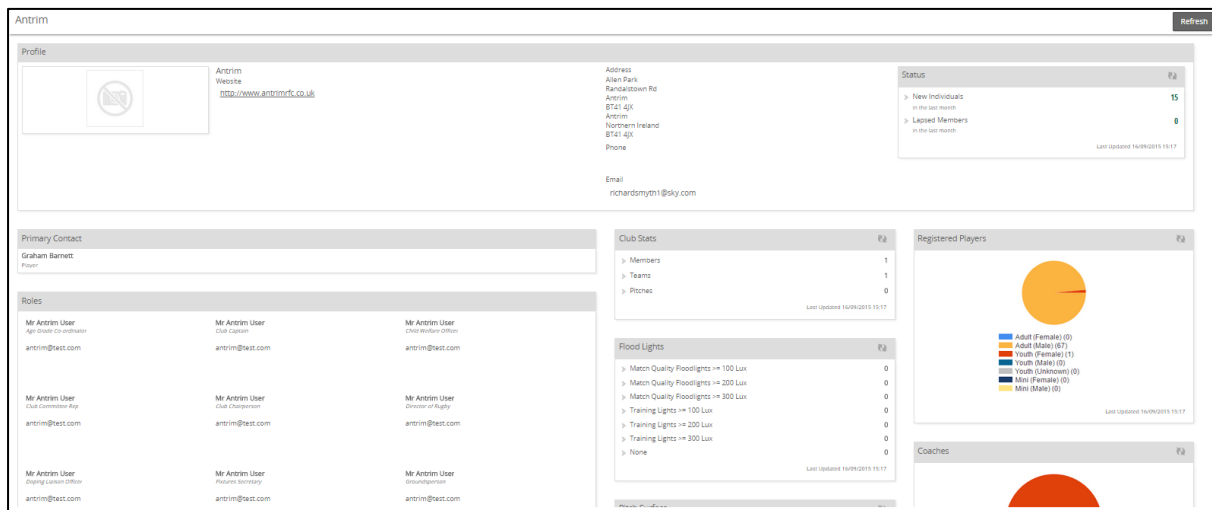 Antrim
Refresh
Profile
Antrim
Website
http://www.antrimrfc.co.uk
Address
Allen Park
Randalstown Rd
Antrim
BT41 4JX
Antrim
Northern Ireland
BT41 4JX
Phone
Email
richardsmyth1@sky.com
Status
New Individuals 15
in the last month
Lapsed Members 0
in the last month
Last Updated 16/09/2015 15:17
Primary Contact
Graham Barnett
Player
Roles
Mr Antrim User Mr Antrim User Mr Antrim User
Age Grade Co-ordinator Club Captain Child Welfare Officer
antrim@test.com antrim@test.com antrim@test.com
Mr Antrim User Mr Antrim User Mr Antrim User
Club Committee Rep Club Chairperson Director of Rugby
antrim@test.com antrim@test.com antrim@test.com
Mr Antrim User Mr Antrim User Mr Antrim User
Doping Liaison Officer Fixtures Secretary Groundsperson
antrim@test.com antrim@test.com antrim@test.com
Club Stats
Members 1
Teams 1
Pitches 0
Last Updated 16/09/2015 15:17
Flood Lights
Match Quality Floodlights >= 100 Lux 0
Match Quality Floodlights >= 200 Lux 0
Match Quality Floodlights >= 300 Lux 0
Training Lights >= 100 Lux 0
Training Lights >= 200 Lux 0
Training Lights >= 300 Lux 0
None 0
Last Updated 16/09/2015 15:17
Pitch Surface
Registered Players
Adult (Female) (0)
Adult (Male) (67)
Youth (Female) (1)
Youth (Male) (0)
Youth (Unknown) (0)
Mini (Female) (0)
Mini (Male) (0)
Last Updated 16/09/2015 15:17
Coaches